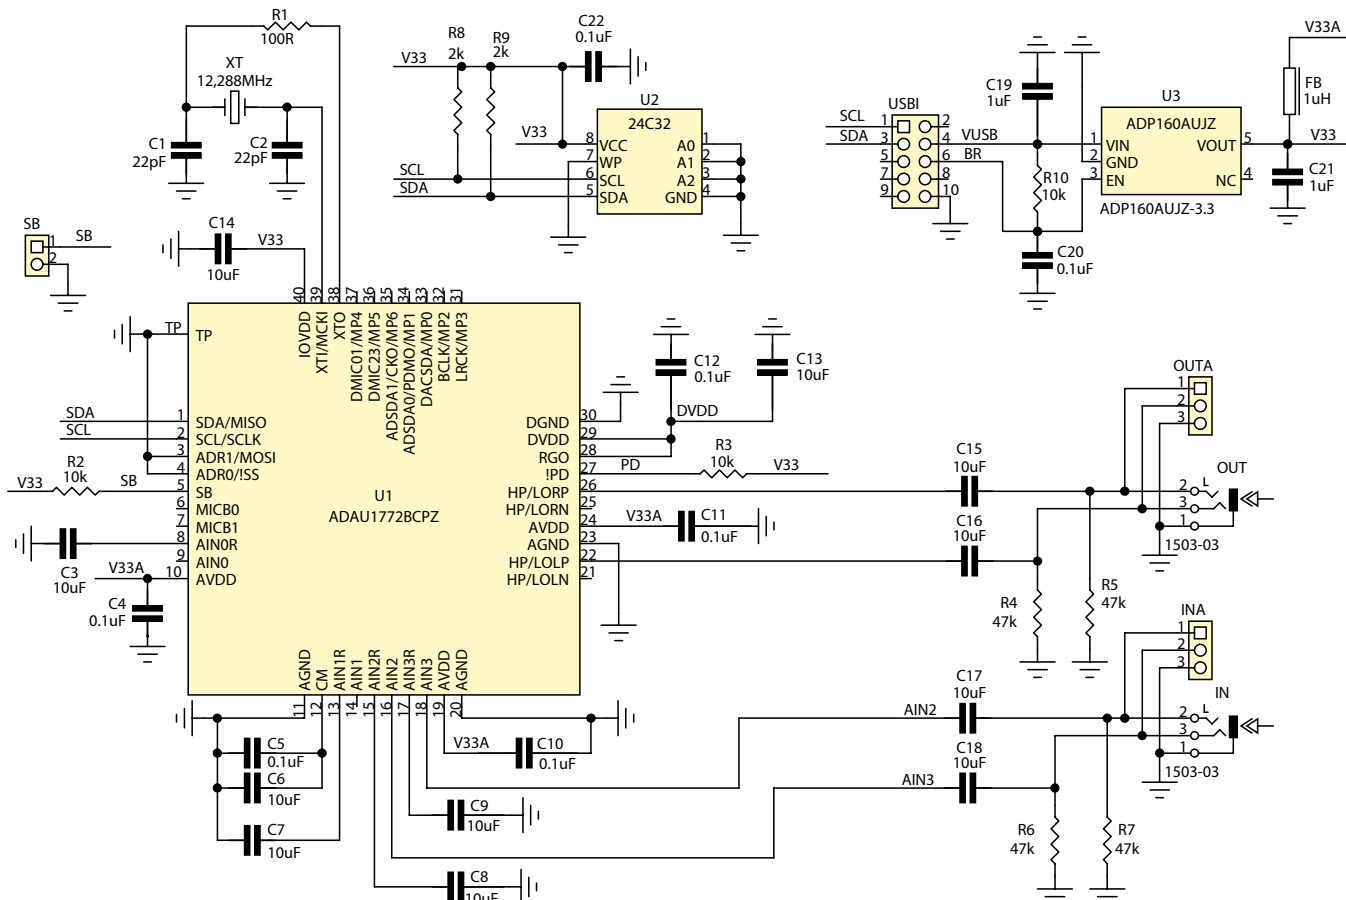 R1
100R
XT
12,288MHz
C1
22pF
C2
22pF
R8
2k
R9
2k
C22
0.1uF
V33
V33
U2
24C32
8 VCC
7 WP
6 SCL
5 SDA
A0 1
A1 2
A2 3
GND 4
SCL
SDA
C19
1uF
USBI
SCL
SDA
1 2
3 4
5 6
7 8
9 10
VUSB
BR
R10
10k
C20
0.1uF
U3
ADP160AUJZ
1 VIN
2 GND
3 EN
VOUT 5
NC 4
ADP160AUJZ-3.3
V33A
FB
1uH
V33
C21
1uF
SB
1
2
SB
C14
10uF
V33
40 IOVDD
39 XTI/MCKI
38 XTO
37 DMIC01/MP4
36 DMIC23/MP5
35 ADSDA1/CKO/MP6
34 ADSDA0/PDMO/MP1
33 DACSDA/MP0
32 BCLK/MP2
31 LRCK/MP3
TP TP
SDA 1 SDA/MISO
SCL 2 SCL/SCLK
3 ADR1/MOSI
4 ADR0/!SS
V33
R2
10k
SB 5 SB
6 MICB0
7 MICB1
8 AIN0R
9 AIN0
10 AVDD
C3
10uF
V33A
C4
0.1uF
U1
ADAU1772BCPZ
DGND 30
DVDD 29
RGO 28
!PD 27
HP/LORP 26
HP/LORN 25
AVDD 24
AGND 23
HP/LOLP 22
HP/LOLN 21
C12
0.1uF
C13
10uF
DVDD
PD
R3
10k
V33
V33A
C11
0.1uF
C15
10uF
C16
10uF
R4
47k
R5
47k
OUTA
1
2
3
OUT
2 L
3
1
1503-03
AGND 11
CM 12
AIN1R 13
AIN1 14
AIN2R 15
AIN2 16
AIN3R 17
AIN3 18
AVDD 19
AGND 20
C5
0.1uF
C6
10uF
C7
10uF
V33A
C10
0.1uF
C9
10uF
C8
10uF
AIN2
C17
10uF
AIN3
C18
10uF
R6
47k
R7
47k
INA
1
2
3
IN
2 L
3
1
1503-03